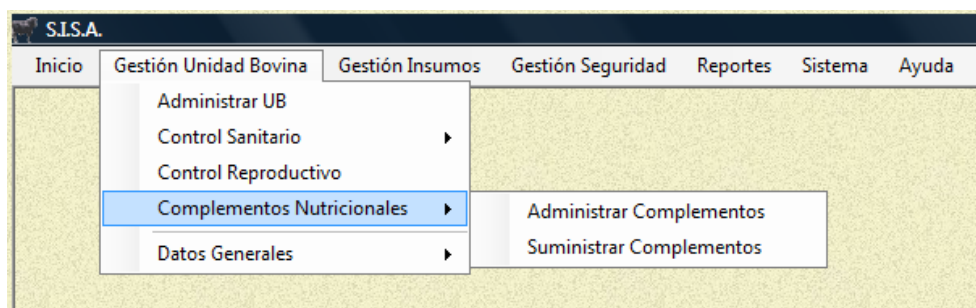 S.I.S.A.
Inicio Gestión Unidad Bovina Gestión Insumos Gestión Seguridad Reportes Sistema Ayuda
Administrar UB
Control Sanitario
Control Reproductivo
Complementos Nutricionales
Administrar Complementos
Suministrar Complementos
Datos Generales